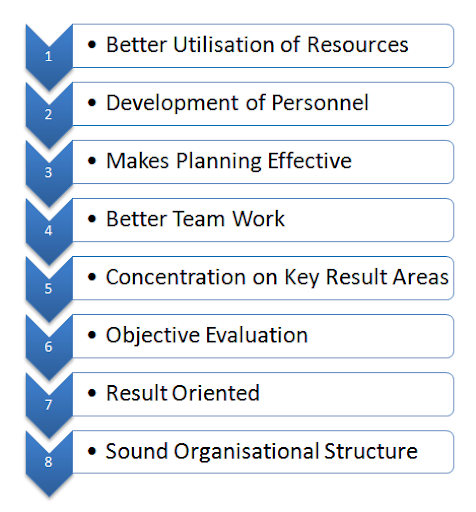 1 • Better Utilisation of Resources
2 • Development of Personnel
3 • Makes Planning Effective
4 • Better Team Work
5 • Concentration on Key Result Areas
6 • Objective Evaluation
7 • Result Oriented
8 • Sound Organisational Structure